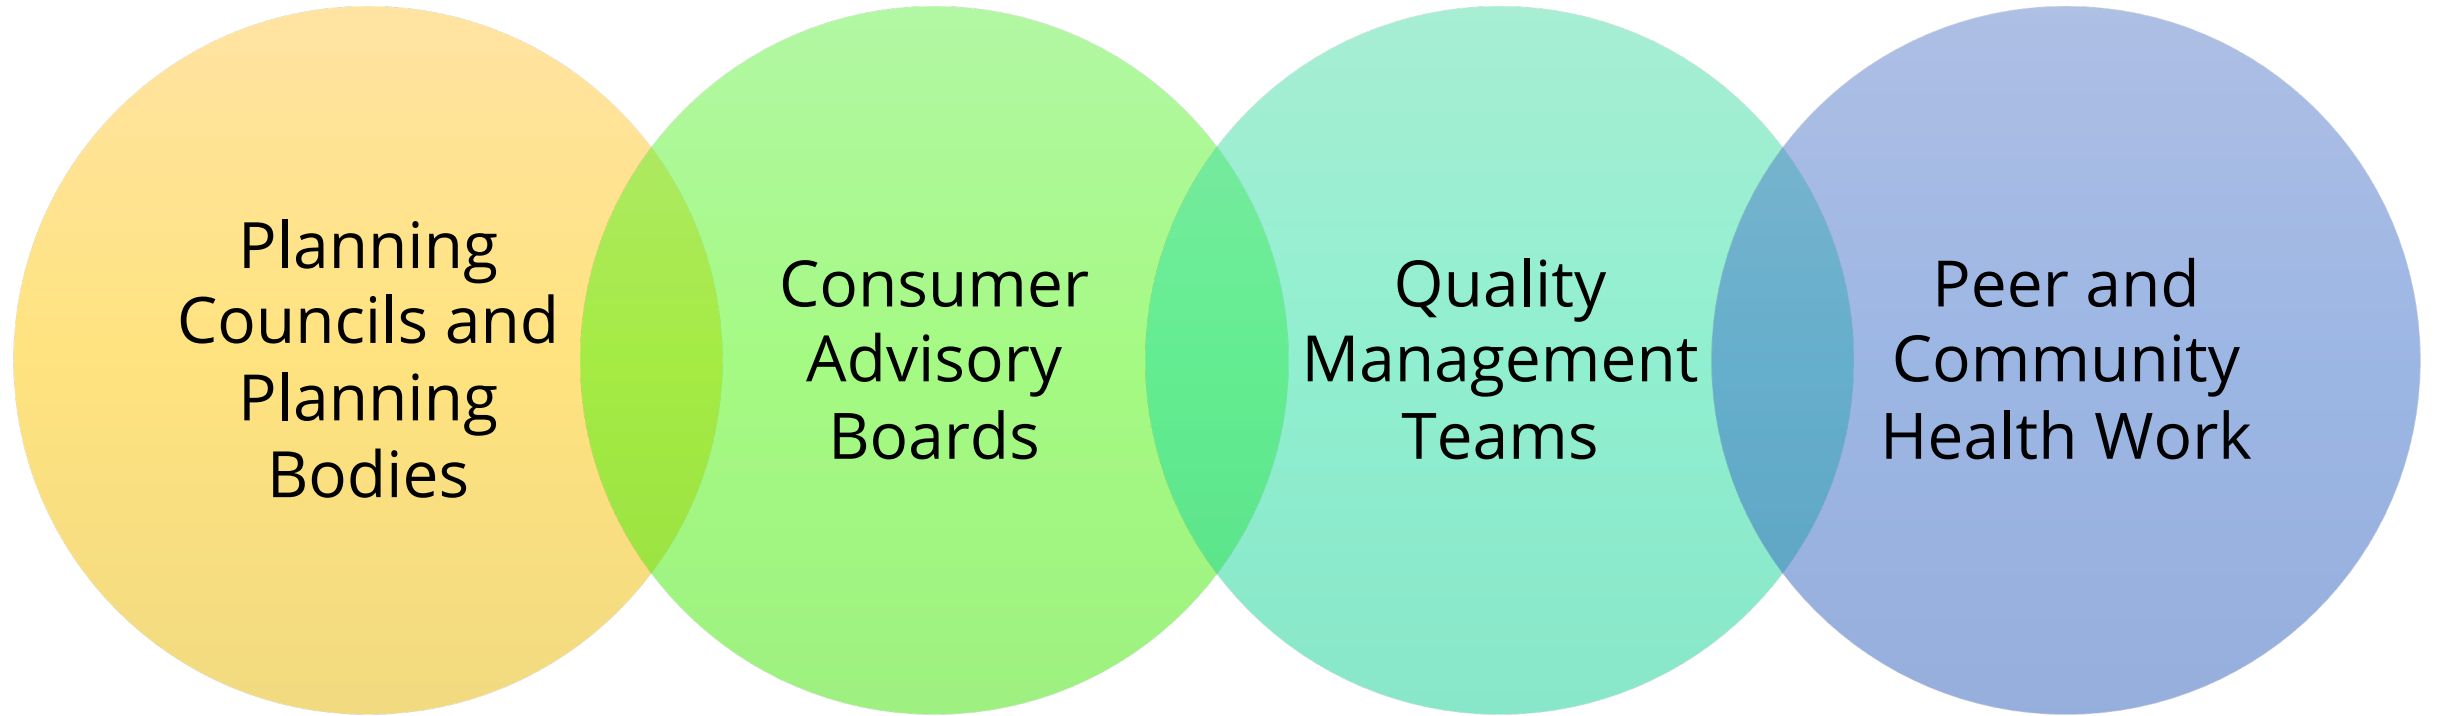 Planning
Councils and
Planning
Bodies
Consumer
Advisory
Boards
Quality
Management
Teams
Peer and
Community
Health Work